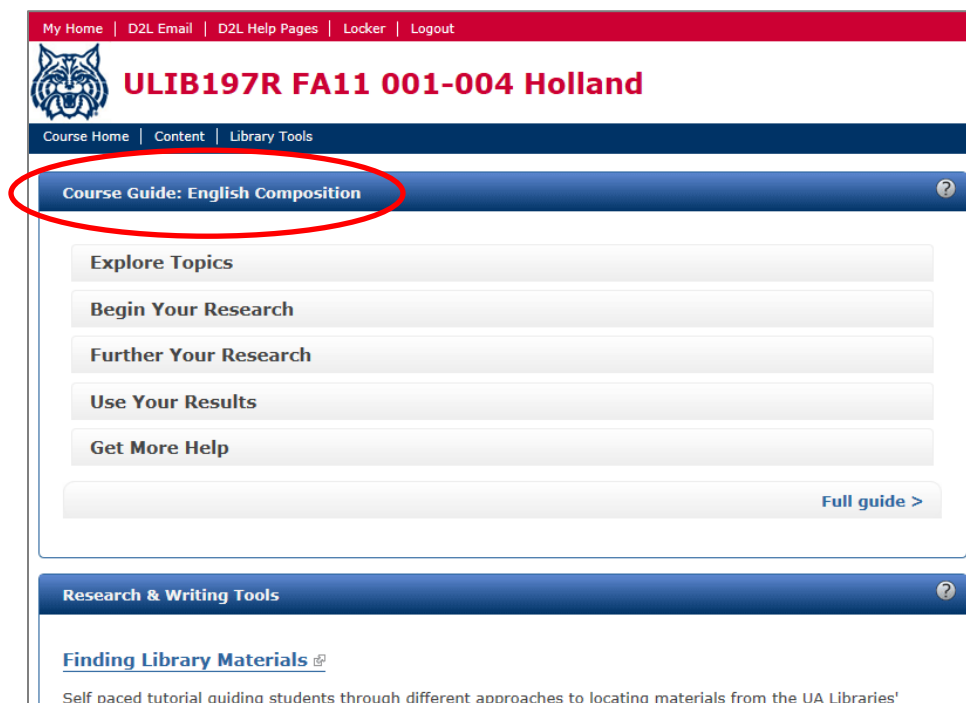 My Home | D2L Email | D2L Help Pages | Locker | Logout
ULIB197R FA11 001-004 Holland
Course Home | Content | Library Tools
Course Guide: English Composition ?
Explore Topics
Begin Your Research
Further Your Research
Use Your Results
Get More Help
Full guide >
Research & Writing Tools ?
Finding Library Materials
Self paced tutorial guiding students through different approaches to locating materials from the UA Libraries'